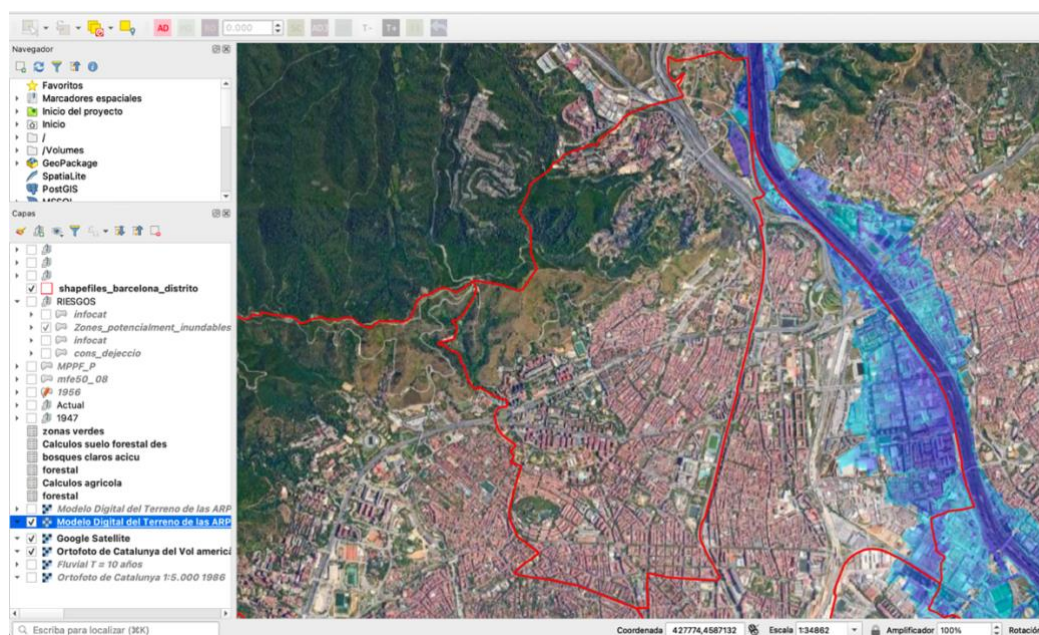 AD
0.000
T-
T+
Navegador
Favoritos
Marcadores espaciales
Inicio del proyecto
Inicio
/
/Volumes
GeoPackage
SpatiaLite
PostGIS
MSSQL
Capas
shapefiles_barcelona_distrito
RIESGOS
infocat
Zones_potencialment_inundables
infocat
cons_dejeccio
MPPF_P
mfe50_08
1956
Actual
1947
zonas verdes
Calculos suelo forestal des
bosques claros acicu
forestal
Calculos agricola
forestal
Modelo Digital del Terreno de las ARP
Modelo Digital del Terreno de las ARP
Google Satellite
Ortofoto de Catalunya del Vol americ
Fluvial T = 10 años
Ortofoto de Catalunya 1:5.000 1986
Escriba para localizar (⌘K)
Coordenada 427774,4587132 Escala 1:34862 Amplificador 100% Rotación